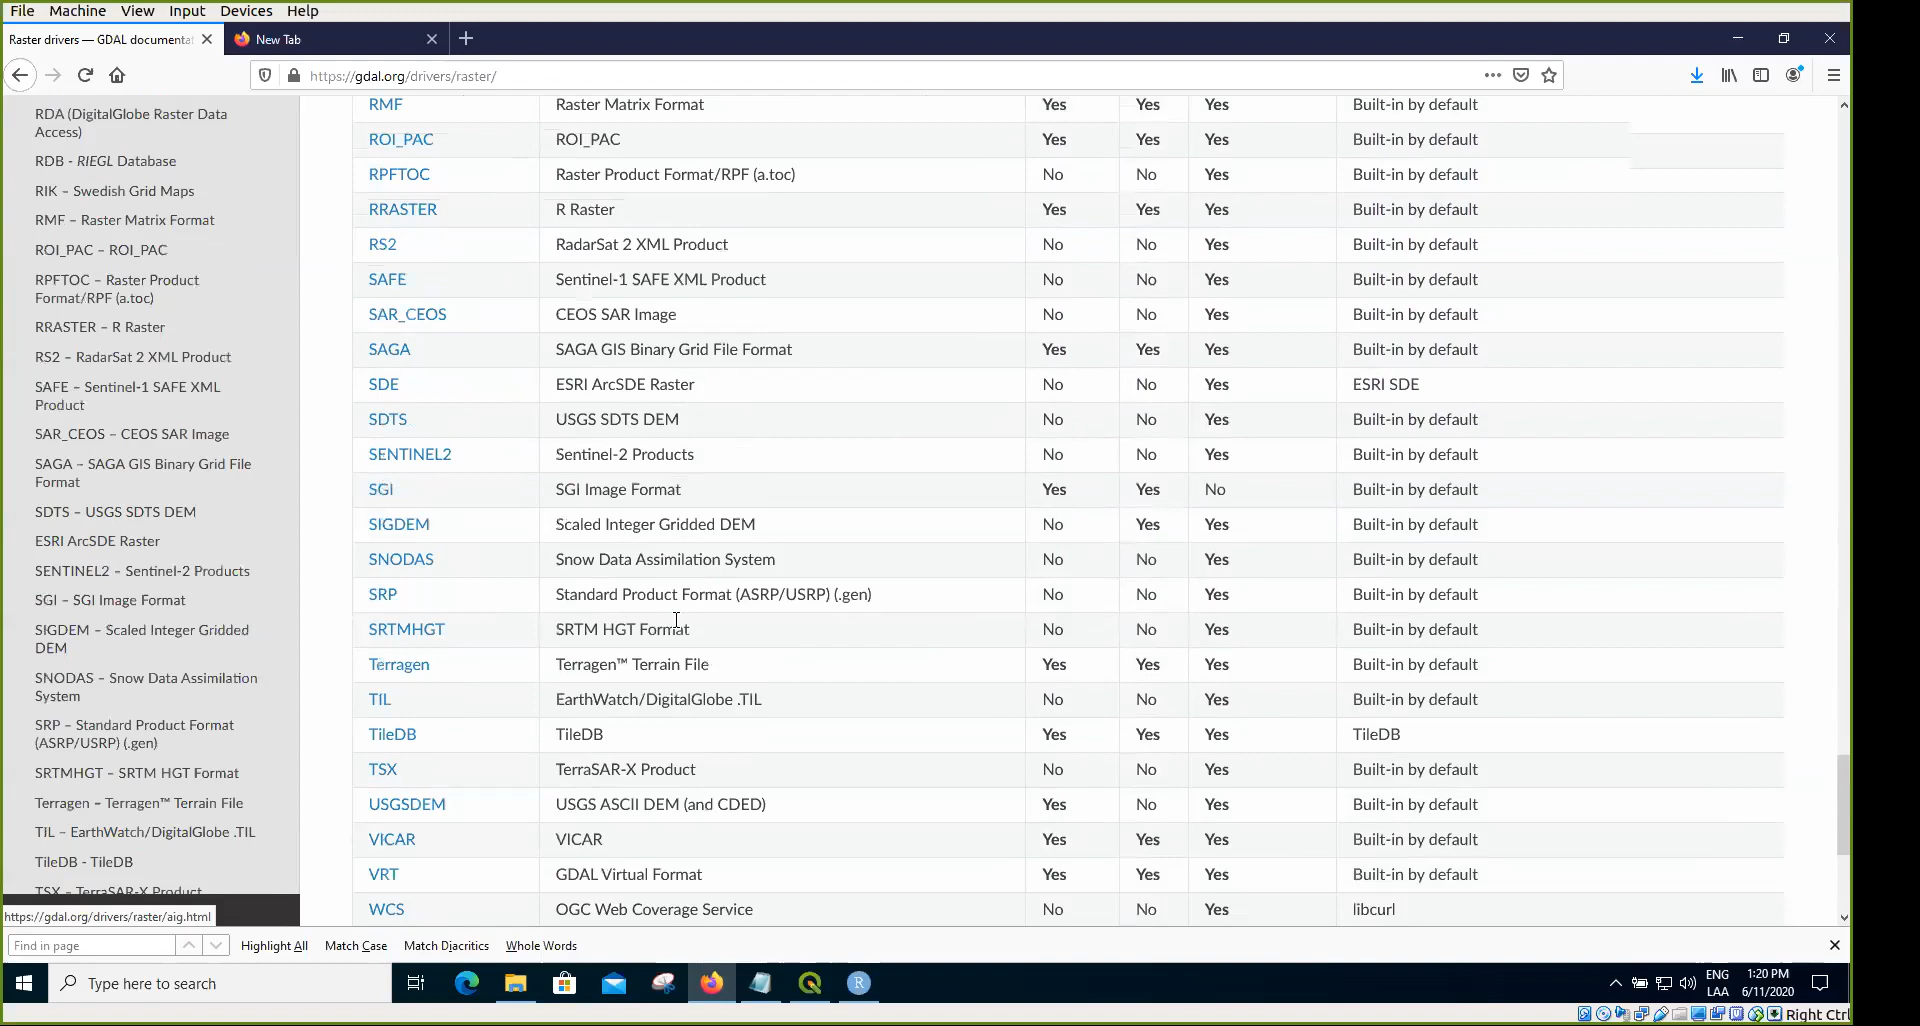 File Machine View Input Devices Help
Raster drivers — GDAL documenta
New Tab
https://gdal.org/drivers/raster/
RDA (DigitalGlobe Raster Data
Access)
RDB - RIEGL Database
RIK – Swedish Grid Maps
RMF – Raster Matrix Format
ROI_PAC – ROI_PAC
RPFTOC – Raster Product
Format/RPF (a.toc)
RRASTER – R Raster
RS2 – RadarSat 2 XML Product
SAFE – Sentinel-1 SAFE XML
Product
SAR_CEOS – CEOS SAR Image
SAGA – SAGA GIS Binary Grid File
Format
SDTS – USGS SDTS DEM
ESRI ArcSDE Raster
SENTINEL2 – Sentinel-2 Products
SGI – SGI Image Format
SIGDEM – Scaled Integer Gridded
DEM
SNODAS – Snow Data Assimilation
System
SRP – Standard Product Format
(ASRP/USRP) (.gen)
SRTMHGT – SRTM HGT Format
Terragen – Terragen™ Terrain File
TIL – EarthWatch/DigitalGlobe .TIL
TileDB - TileDB
TSX – TerraSAR-X Product
https://gdal.org/drivers/raster/aig.html
RMF Raster Matrix Format Yes Yes Yes Built-in by default
ROI_PAC ROI_PAC Yes Yes Yes Built-in by default
RPFTOC Raster Product Format/RPF (a.toc) No No Yes Built-in by default
RRASTER R Raster Yes Yes Yes Built-in by default
RS2 RadarSat 2 XML Product No No Yes Built-in by default
SAFE Sentinel-1 SAFE XML Product No No Yes Built-in by default
SAR_CEOS CEOS SAR Image No No Yes Built-in by default
SAGA SAGA GIS Binary Grid File Format Yes Yes Yes Built-in by default
SDE ESRI ArcSDE Raster No No Yes ESRI SDE
SDTS USGS SDTS DEM No No Yes Built-in by default
SENTINEL2 Sentinel-2 Products No No Yes Built-in by default
SGI SGI Image Format Yes Yes No Built-in by default
SIGDEM Scaled Integer Gridded DEM No Yes Yes Built-in by default
SNODAS Snow Data Assimilation System No No Yes Built-in by default
SRP Standard Product Format (ASRP/USRP) (.gen) No No Yes Built-in by default
SRTMHGT SRTM HGT Format No No Yes Built-in by default
Terragen Terragen™ Terrain File Yes Yes Yes Built-in by default
TIL EarthWatch/DigitalGlobe .TIL No No Yes Built-in by default
TileDB TileDB Yes Yes Yes TileDB
TSX TerraSAR-X Product No No Yes Built-in by default
USGSDEM USGS ASCII DEM (and CDED) Yes No Yes Built-in by default
VICAR VICAR Yes Yes Yes Built-in by default
VRT GDAL Virtual Format Yes Yes Yes Built-in by default
WCS OGC Web Coverage Service No No Yes libcurl
Find in page Highlight All Match Case Match Diacritics Whole Words
Type here to search
R
ENG
LAA
1:20 PM
6/11/2020
Right Ctrl